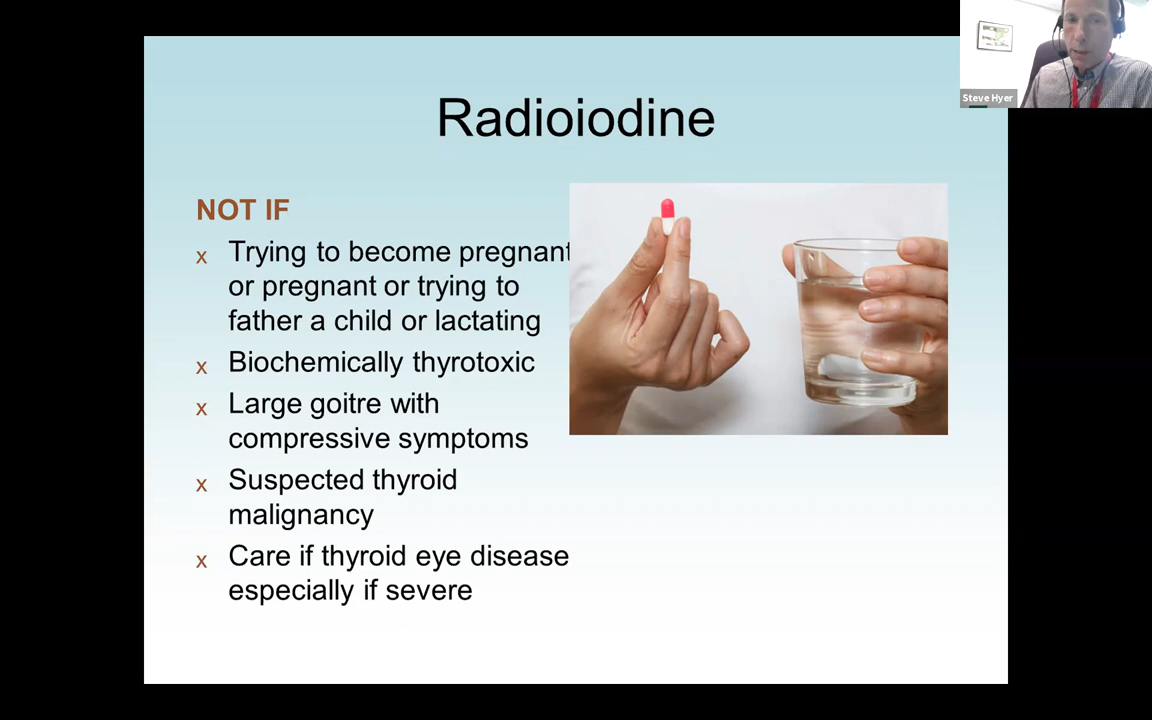 Steve Hyer
Radioiodine
NOT IF
x Trying to become pregnant
or pregnant or trying to
father a child or lactating
x Biochemically thyrotoxic
x Large goitre with
compressive symptoms
x Suspected thyroid
malignancy
x Care if thyroid eye disease
especially if severe